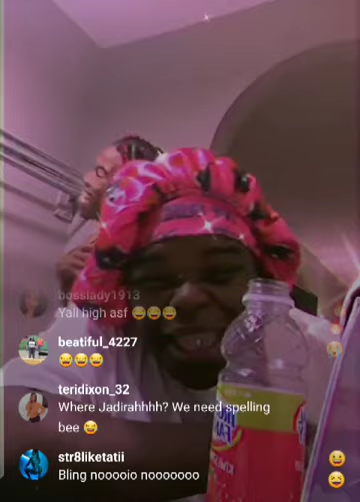 bosslady1913
Yall high asf 😂😂😂
beatiful_4227
😂😂😂
teridixon_32
Where Jadirahhhh? We need spelling
bee 😂
str8liketatii
Bling nooooio nooooooo